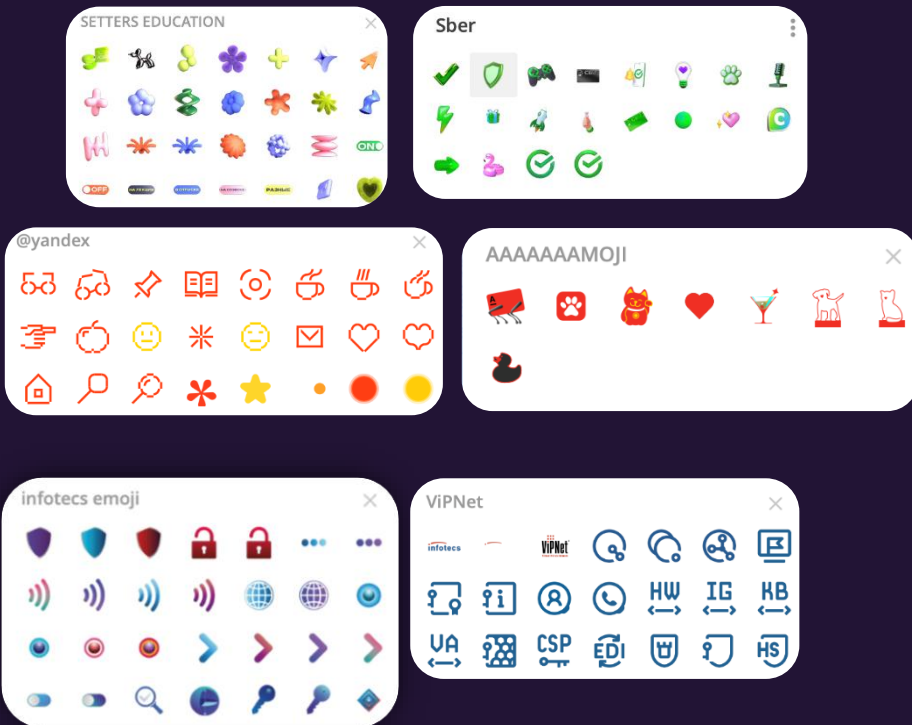 SETTERS EDUCATION
ON
OFF
РАЗНЫЕ
Sber
C
@yandex
AAAAAAAMOJI
A
infotecs emoji
ViPNet
infotecs
ViPNet
i
HW
IG
KB
VA
CSP
EDI
HS